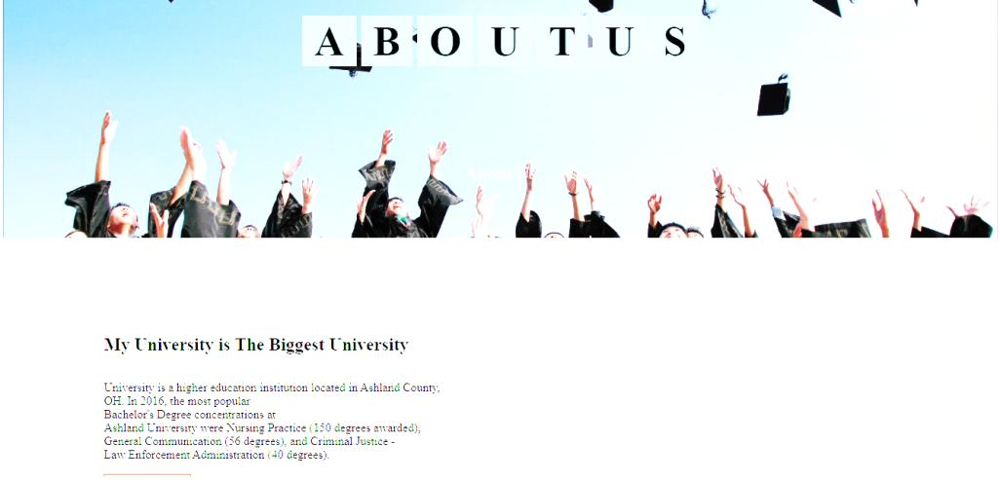 A B O U T U S
My University is The Biggest University
University is a higher education institution located in Ashland County,
OH. In 2016, the most popular
Bachelor's Degree concentrations at
Ashland University were Nursing Practice (150 degrees awarded),
General Communication (56 degrees), and Criminal Justice -
Law Enforcement Administration (40 degrees).